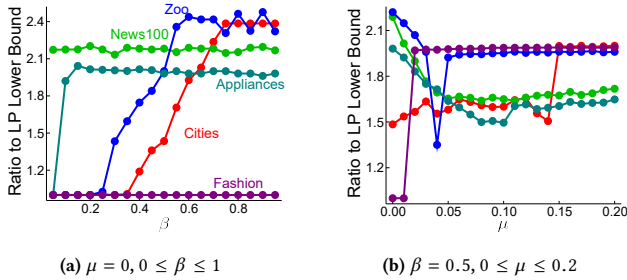 Ratio to LP Lower Bound
2.4
2.1
1.8
1.5
1.2
0.2
0.4
0.6
0.8
β
Zoo
News100
Appliances
Cities
Fashion
(a) μ = 0, 0 ≤ β ≤ 1
Ratio to LP Lower Bound
2.1
1.8
1.5
1.2
0.00
0.05
0.10
0.15
0.20
μ
(b) β = 0.5, 0 ≤ μ ≤ 0.2